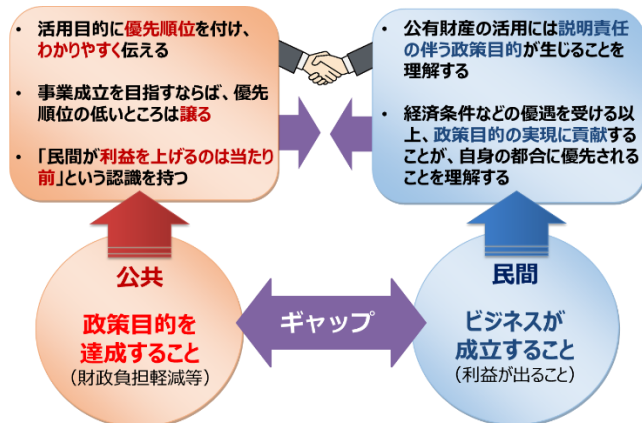 • 活用目的に優先順位を付け、
わかりやすく伝える
• 事業成立を目指すならば、優先
順位の低いところは譲る
• 「民間が利益を上げるのは当たり
前」という認識を持つ
• 公有財産の活用には説明責任
の伴う政策目的が生じることを
理解する
• 経済条件などの優遇を受ける以
上、政策目的の実現に貢献する
ことが、自身の都合に優先される
ことを理解する
公共
政策目的を
達成すること
（財政負担軽減等）
ギャップ
民間
ビジネスが
成立すること
（利益が出ること）